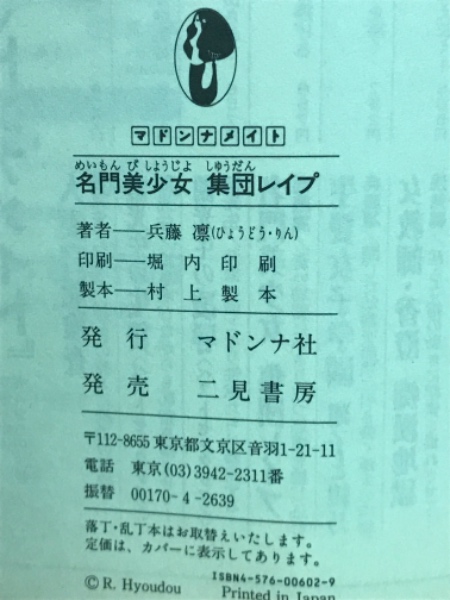 マドンナメイト
めいもん び しょうじょ しゅうだん
名門美少女 集団レイプ
著者――兵藤 凛(ひょうどう・りん)
印刷――堀内印刷
製本――村上製本
発行 マドンナ社
発売 二見書房
〒112-8655 東京都文京区音羽1-21-11
電話 東京(03)3942-2311番
振替 00170-4-2639
落丁・乱丁本はお取替えいたします。
定価は、カバーに表示してあります。
ISBN4-576-00602-9
©R. Hyoudou Printed in Japan